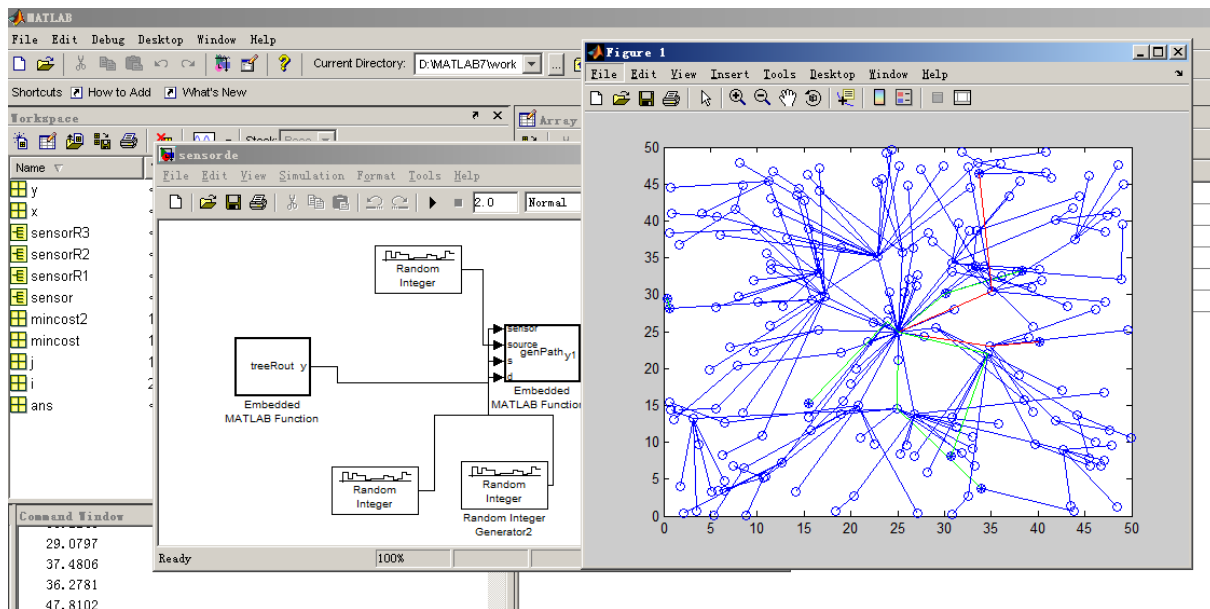 MATLAB
File Edit Debug Desktop Window Help
Current Directory: D:\MATLAB7\work
Shortcuts How to Add What's New
Workspace
Array
Name
y
x
sensorR3
sensorR2
sensorR1
sensor
mincost2
mincost
j
i
ans
Command Window
29.0797
37.4806
36.2781
47.8102
sensorde
File Edit View Simulation Format Tools Help
2.0 Normal
Random
Integer
treeRout y
Embedded
MATLAB Function
sensor
source
s
d
genPath y1
Embedded
MATLAB Function
Random
Integer
Random
Integer
Random Integer
Generator2
Ready 100%
Figure 1
File Edit View Insert Tools Desktop Window Help
50
45
40
35
30
25
20
15
10
5
0
0 5 10 15 20 25 30 35 40 45 50